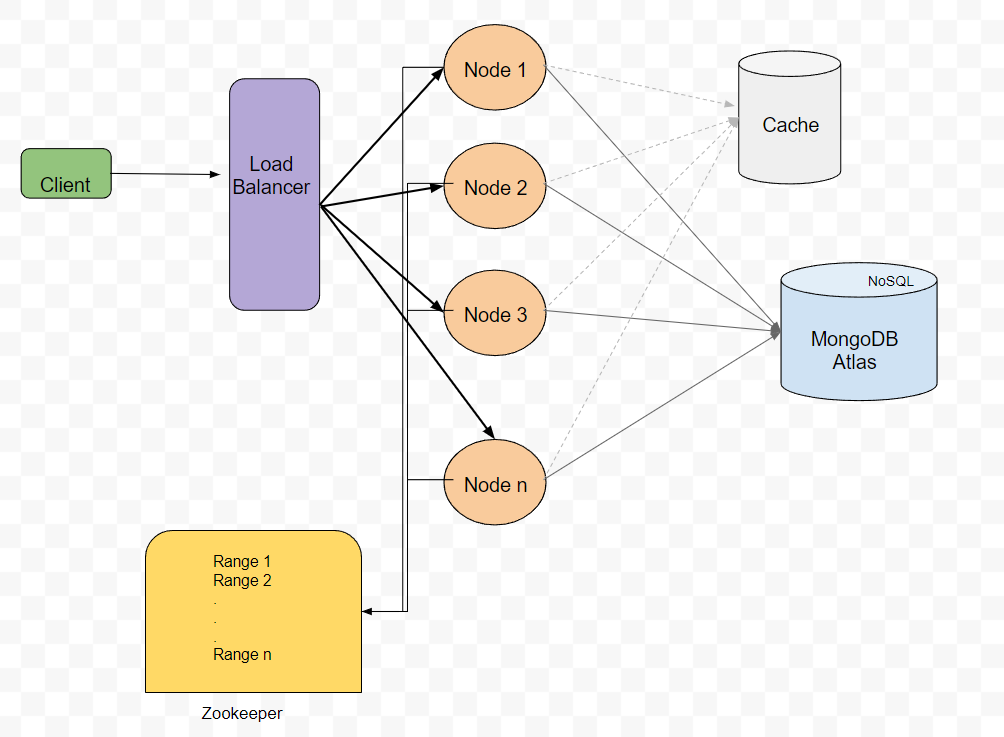 Client
Load
Balancer
Node 1
Node 2
Node 3
Node n
Cache
NoSQL
MongoDB
Atlas
Range 1
Range 2
.
.
.
Range n
Zookeeper